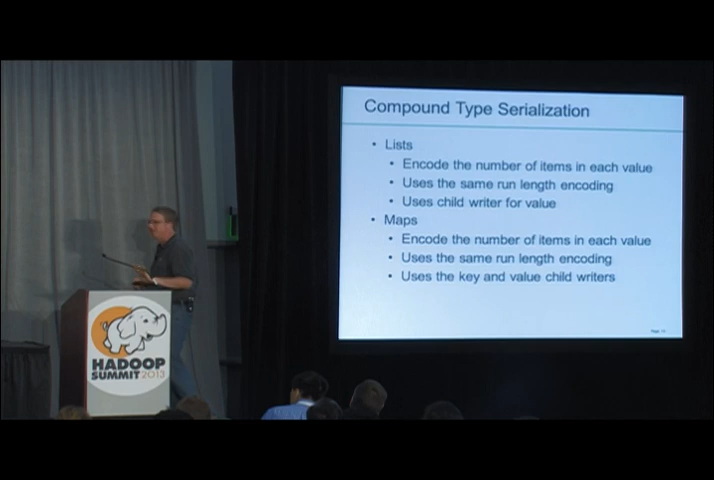 Compound Type Serialization
• Lists
• Encode the number of items in each value
• Uses the same run length encoding
• Uses child writer for value
• Maps
• Encode the number of items in each value
• Uses the same run length encoding
• Uses the key and value child writers
HADOOP
SUMMIT 2013